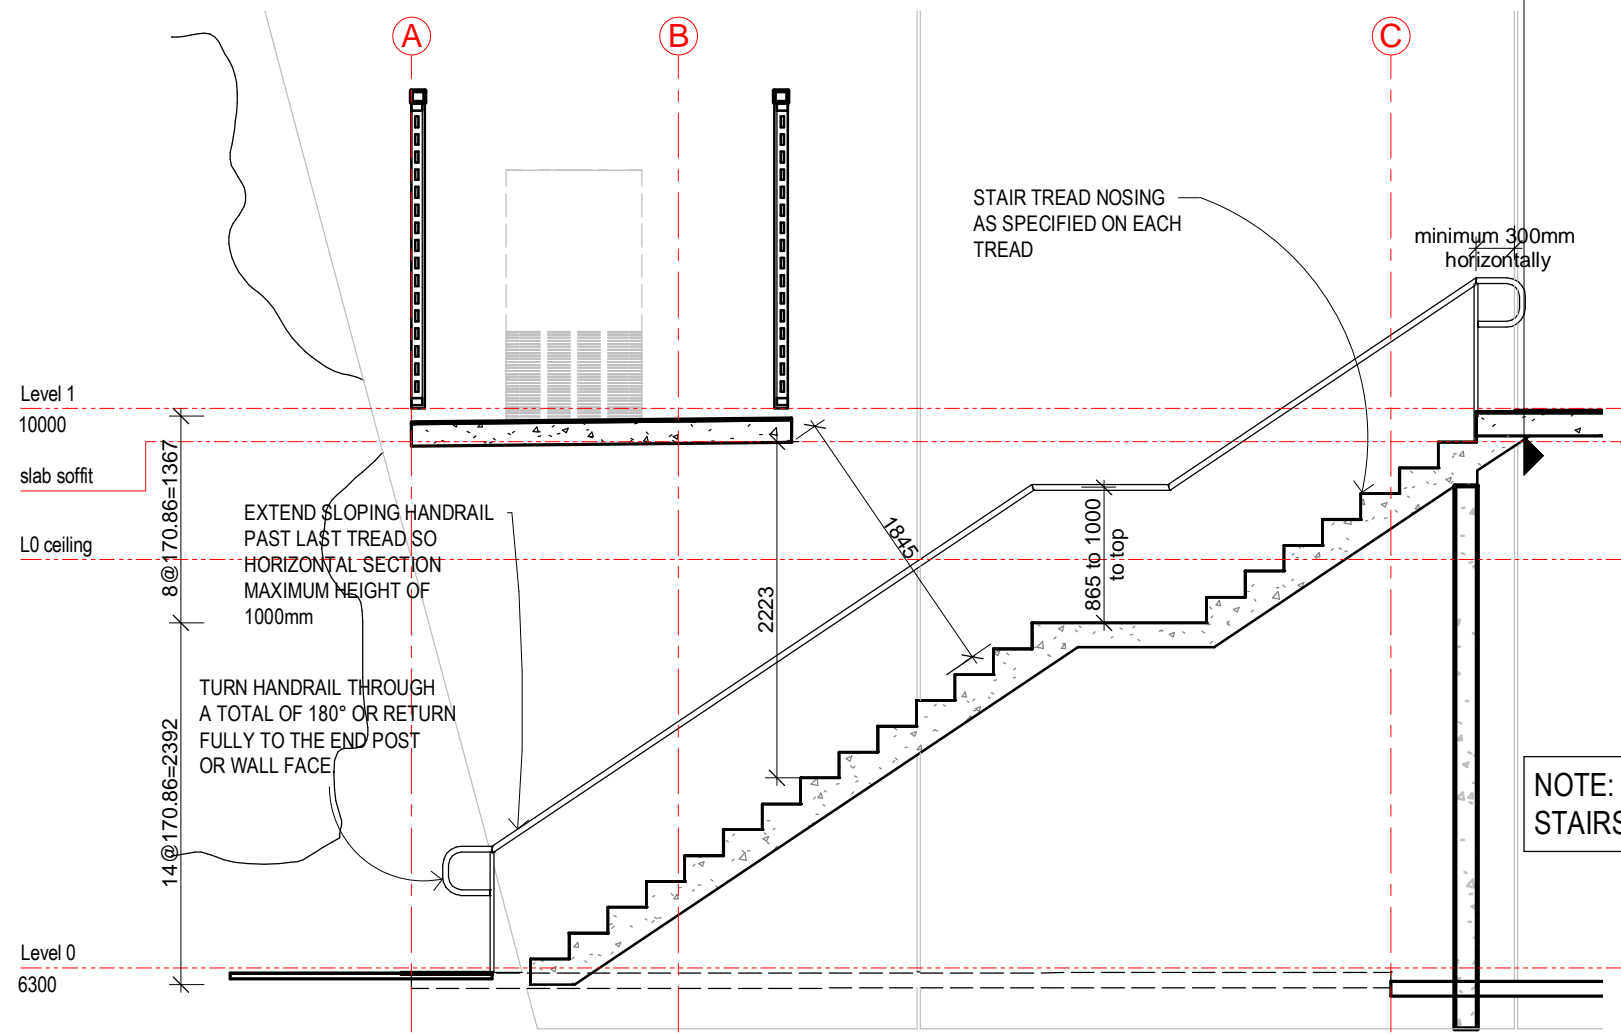 A
B
C
STAIR TREAD NOSING
AS SPECIFIED ON EACH
TREAD
minimum 300mm
horizontally
Level 1
10000
slab soffit
8@170.86=1367
EXTEND SLOPING HANDRAIL
PAST LAST TREAD SO
HORIZONTAL SECTION
MAXIMUM HEIGHT OF
1000mm
L0 ceiling
1845
2223
865 to 1000
to top
TURN HANDRAIL THROUGH
A TOTAL OF 180° OR RETURN
FULLY TO THE END POST
OR WALL FACE.
14@170.86=2392
NOTE:
STAIRS
Level 0
6300